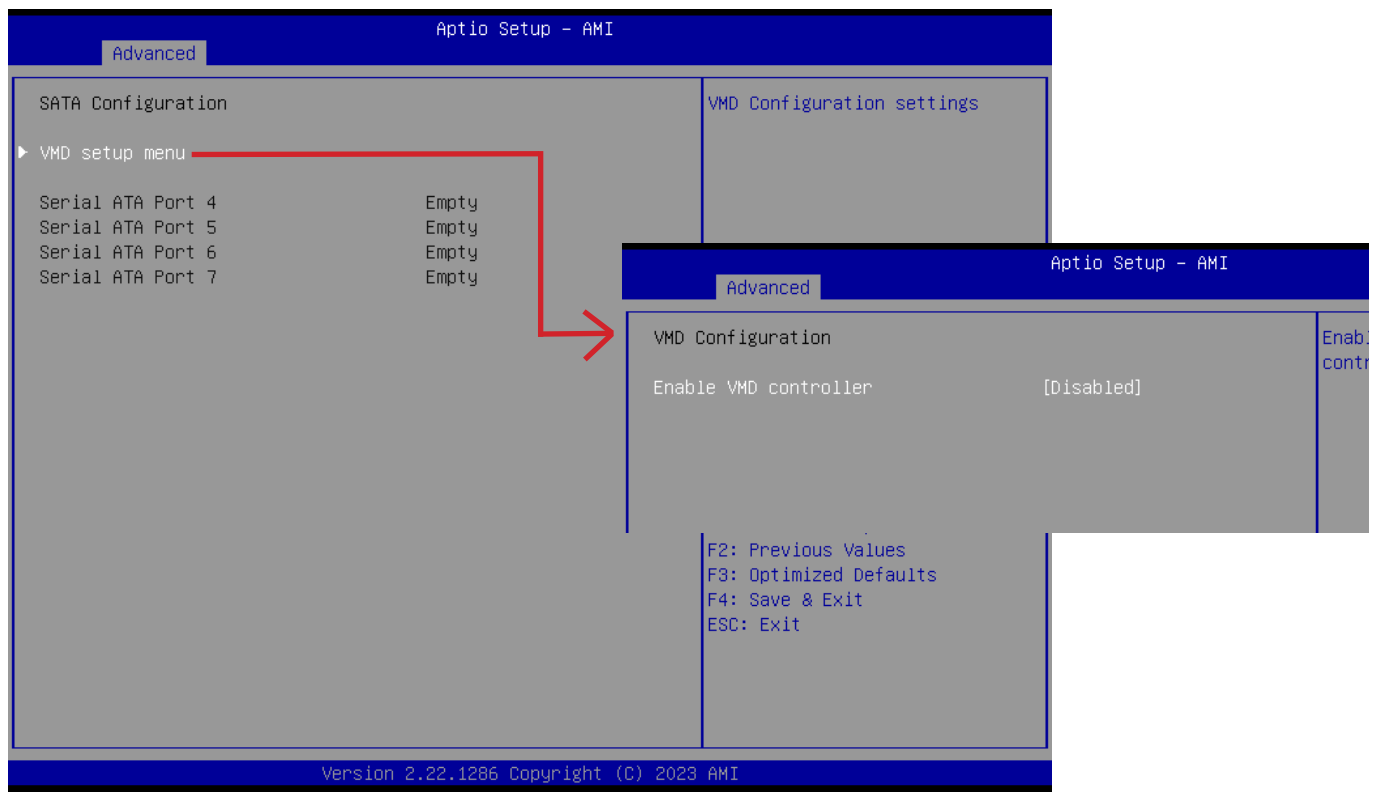 Aptio Setup – AMI
Advanced
SATA Configuration
VMD Configuration settings
VMD setup menu
Serial ATA Port 4 Empty
Serial ATA Port 5 Empty
Serial ATA Port 6 Empty
Serial ATA Port 7 Empty
Aptio Setup – AMI
Advanced
VMD Configuration
Enable VMD controller [Disabled]
F2: Previous Values
F3: Optimized Defaults
F4: Save & Exit
ESC: Exit
Version 2.22.1286 Copyright (C) 2023 AMI